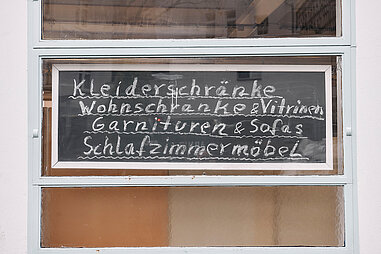 Kleiderschränke
Wohnschränke & Vitrinen
Garnituren & Sofas
Schlafzimmermöbel